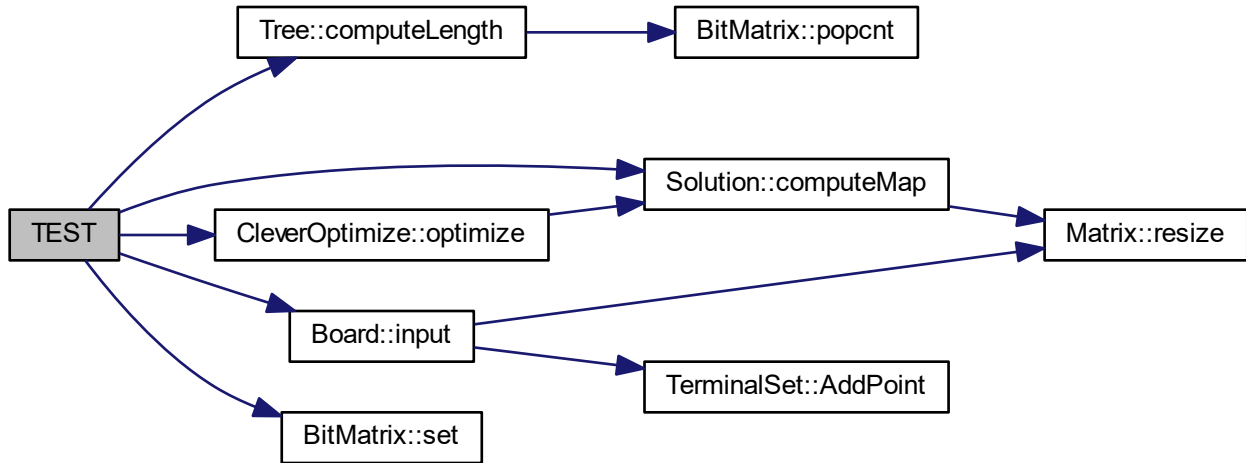 Tree::computeLength
BitMatrix::popcnt
Solution::computeMap
TEST
CleverOptimize::optimize
Matrix::resize
Board::input
TerminalSet::AddPoint
BitMatrix::set